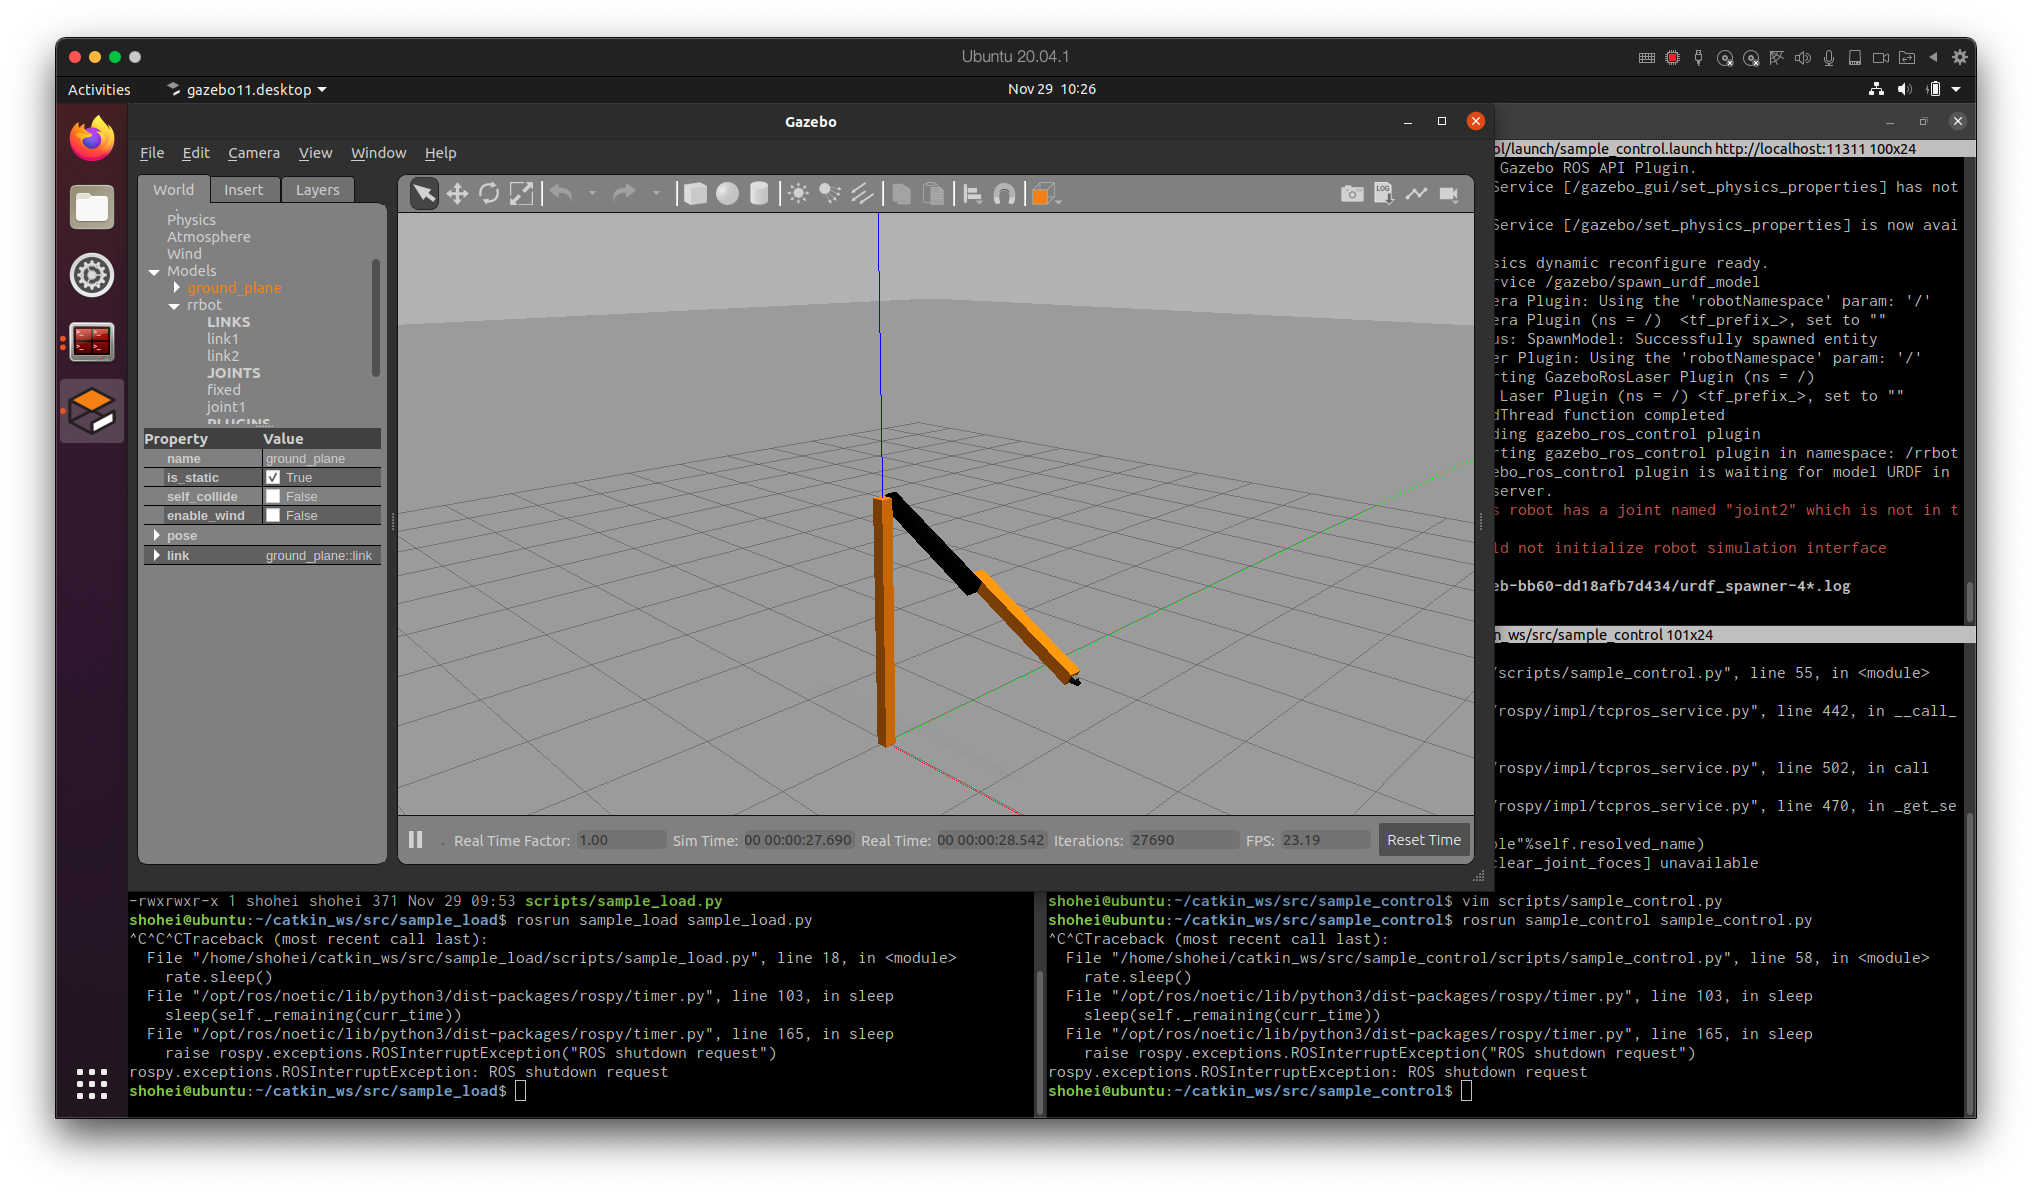 Ubuntu 20.04.1
Activities
gazebo11.desktop
Nov 29 10:26
Gazebo
File Edit Camera View Window Help
World Insert Layers
Physics
Atmosphere
Wind
Models
ground_plane
rrbot
LINKS
link1
link2
JOINTS
fixed
joint1
PLUGINS
Property Value
name ground_plane
is_static True
self_collide False
enable_wind False
pose
link ground_plane::link
LOG
Real Time Factor: 1.00 Sim Time: 00 00:00:27.690 Real Time: 00 00:00:28.542 Iterations: 27690 FPS: 23.19 Reset Time
ol/launch/sample_control.launch http://localhost:11311 100x24
Gazebo ROS API Plugin.
Service [/gazebo_gui/set_physics_properties] has not
Service [/gazebo/set_physics_properties] is now avai
sics dynamic reconfigure ready.
rvice /gazebo/spawn_urdf_model
era Plugin: Using the 'robotNamespace' param: '/'
era Plugin (ns = /)  <tf_prefix_>, set to ""
us: SpawnModel: Successfully spawned entity
er Plugin: Using the 'robotNamespace' param: '/'
rting GazeboRosLaser Plugin (ns = /)
Laser Plugin (ns = /) <tf_prefix_>, set to ""
dThread function completed
ding gazebo_ros_control plugin
rting gazebo_ros_control plugin in namespace: /rrbot
ebo_ros_control plugin is waiting for model URDF in
server.
s robot has a joint named "joint2" which is not in t
ld not initialize robot simulation interface
eb-bb60-dd18afb7d434/urdf_spawner-4*.log
n_ws/src/sample_control 101x24
/scripts/sample_control.py", line 55, in <module>
/rospy/impl/tcpros_service.py", line 442, in __call_
/rospy/impl/tcpros_service.py", line 502, in call
/rospy/impl/tcpros_service.py", line 470, in _get_se
ble"%self.resolved_name)
clear_joint_foces] unavailable
-rwxrwxr-x 1 shohei shohei 371 Nov 29 09:53 scripts/sample_load.py
shohei@ubuntu:~/catkin_ws/src/sample_load$ rosrun sample_load sample_load.py
^C^C^CTraceback (most recent call last):
File "/home/shohei/catkin_ws/src/sample_load/scripts/sample_load.py", line 18, in <module>
rate.sleep()
File "/opt/ros/noetic/lib/python3/dist-packages/rospy/timer.py", line 103, in sleep
sleep(self._remaining(curr_time))
File "/opt/ros/noetic/lib/python3/dist-packages/rospy/timer.py", line 165, in sleep
raise rospy.exceptions.ROSInterruptException("ROS shutdown request")
rospy.exceptions.ROSInterruptException: ROS shutdown request
shohei@ubuntu:~/catkin_ws/src/sample_load$
shohei@ubuntu:~/catkin_ws/src/sample_control$ vim scripts/sample_control.py
shohei@ubuntu:~/catkin_ws/src/sample_control$ rosrun sample_control sample_control.py
^C^CTraceback (most recent call last):
File "/home/shohei/catkin_ws/src/sample_control/scripts/sample_control.py", line 58, in <module>
rate.sleep()
File "/opt/ros/noetic/lib/python3/dist-packages/rospy/timer.py", line 103, in sleep
sleep(self._remaining(curr_time))
File "/opt/ros/noetic/lib/python3/dist-packages/rospy/timer.py", line 165, in sleep
raise rospy.exceptions.ROSInterruptException("ROS shutdown request")
rospy.exceptions.ROSInterruptException: ROS shutdown request
shohei@ubuntu:~/catkin_ws/src/sample_control$